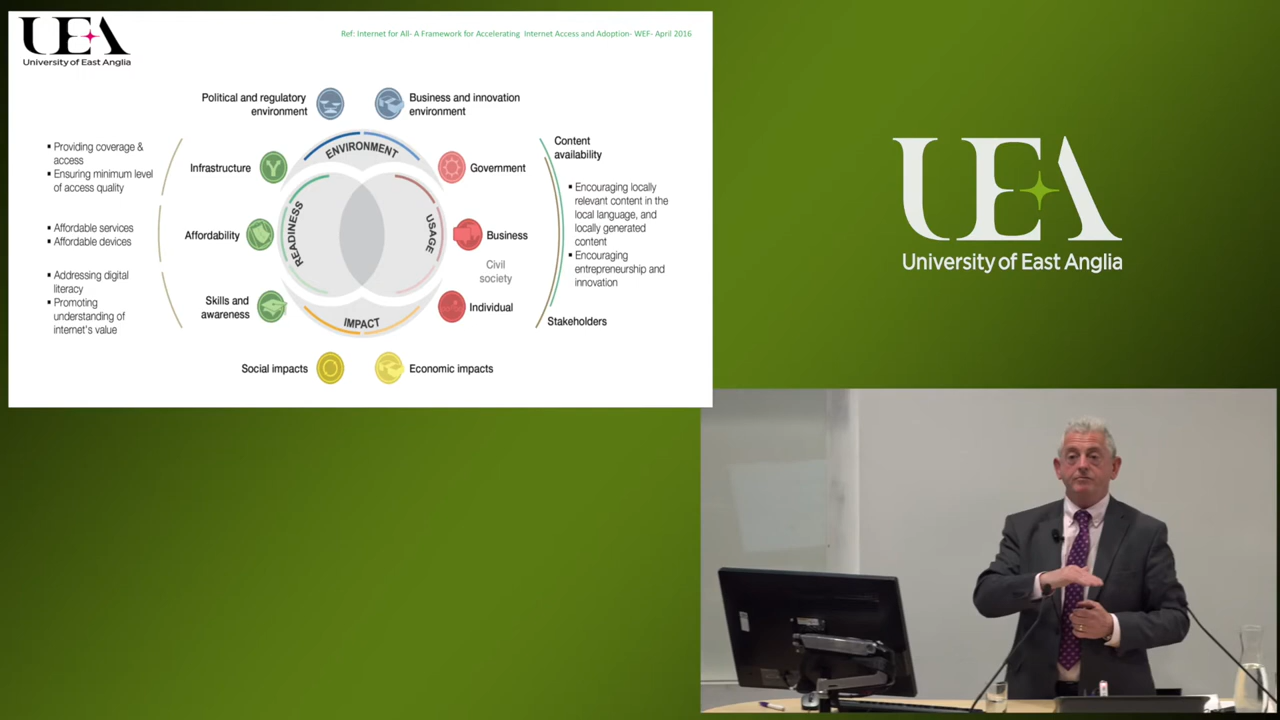 UEA
University of East Anglia
Ref: Internet for All- A Framework for Accelerating Internet Access and Adoption- WEF- April 2016
Political and regulatory
environment
Business and innovation
environment
▪ Providing coverage &
access
▪ Ensuring minimum level
of access quality
▪ Affordable services
▪ Affordable devices
▪ Addressing digital
literacy
▪ Promoting
understanding of
internet's value
Infrastructure
Affordability
Skills and
awareness
ENVIRONMENT
READINESS
USAGE
IMPACT
Government
Business
Civil
society
Individual
Content
availability
▪ Encouraging locally
relevant content in the
local language, and
locally generated
content
▪ Encouraging
entrepreneurship and
innovation
Stakeholders
Social impacts
Economic impacts
UEA
University of East Anglia